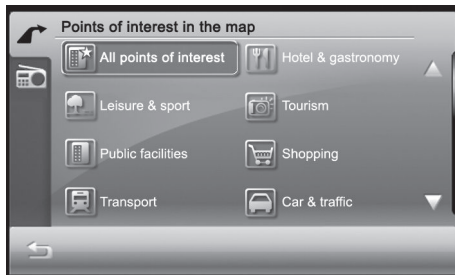 Points of interest in the map
All points of interest
Hotel & gastronomy
Leisure & sport
Tourism
Public facilities
Shopping
Transport
Car & traffic